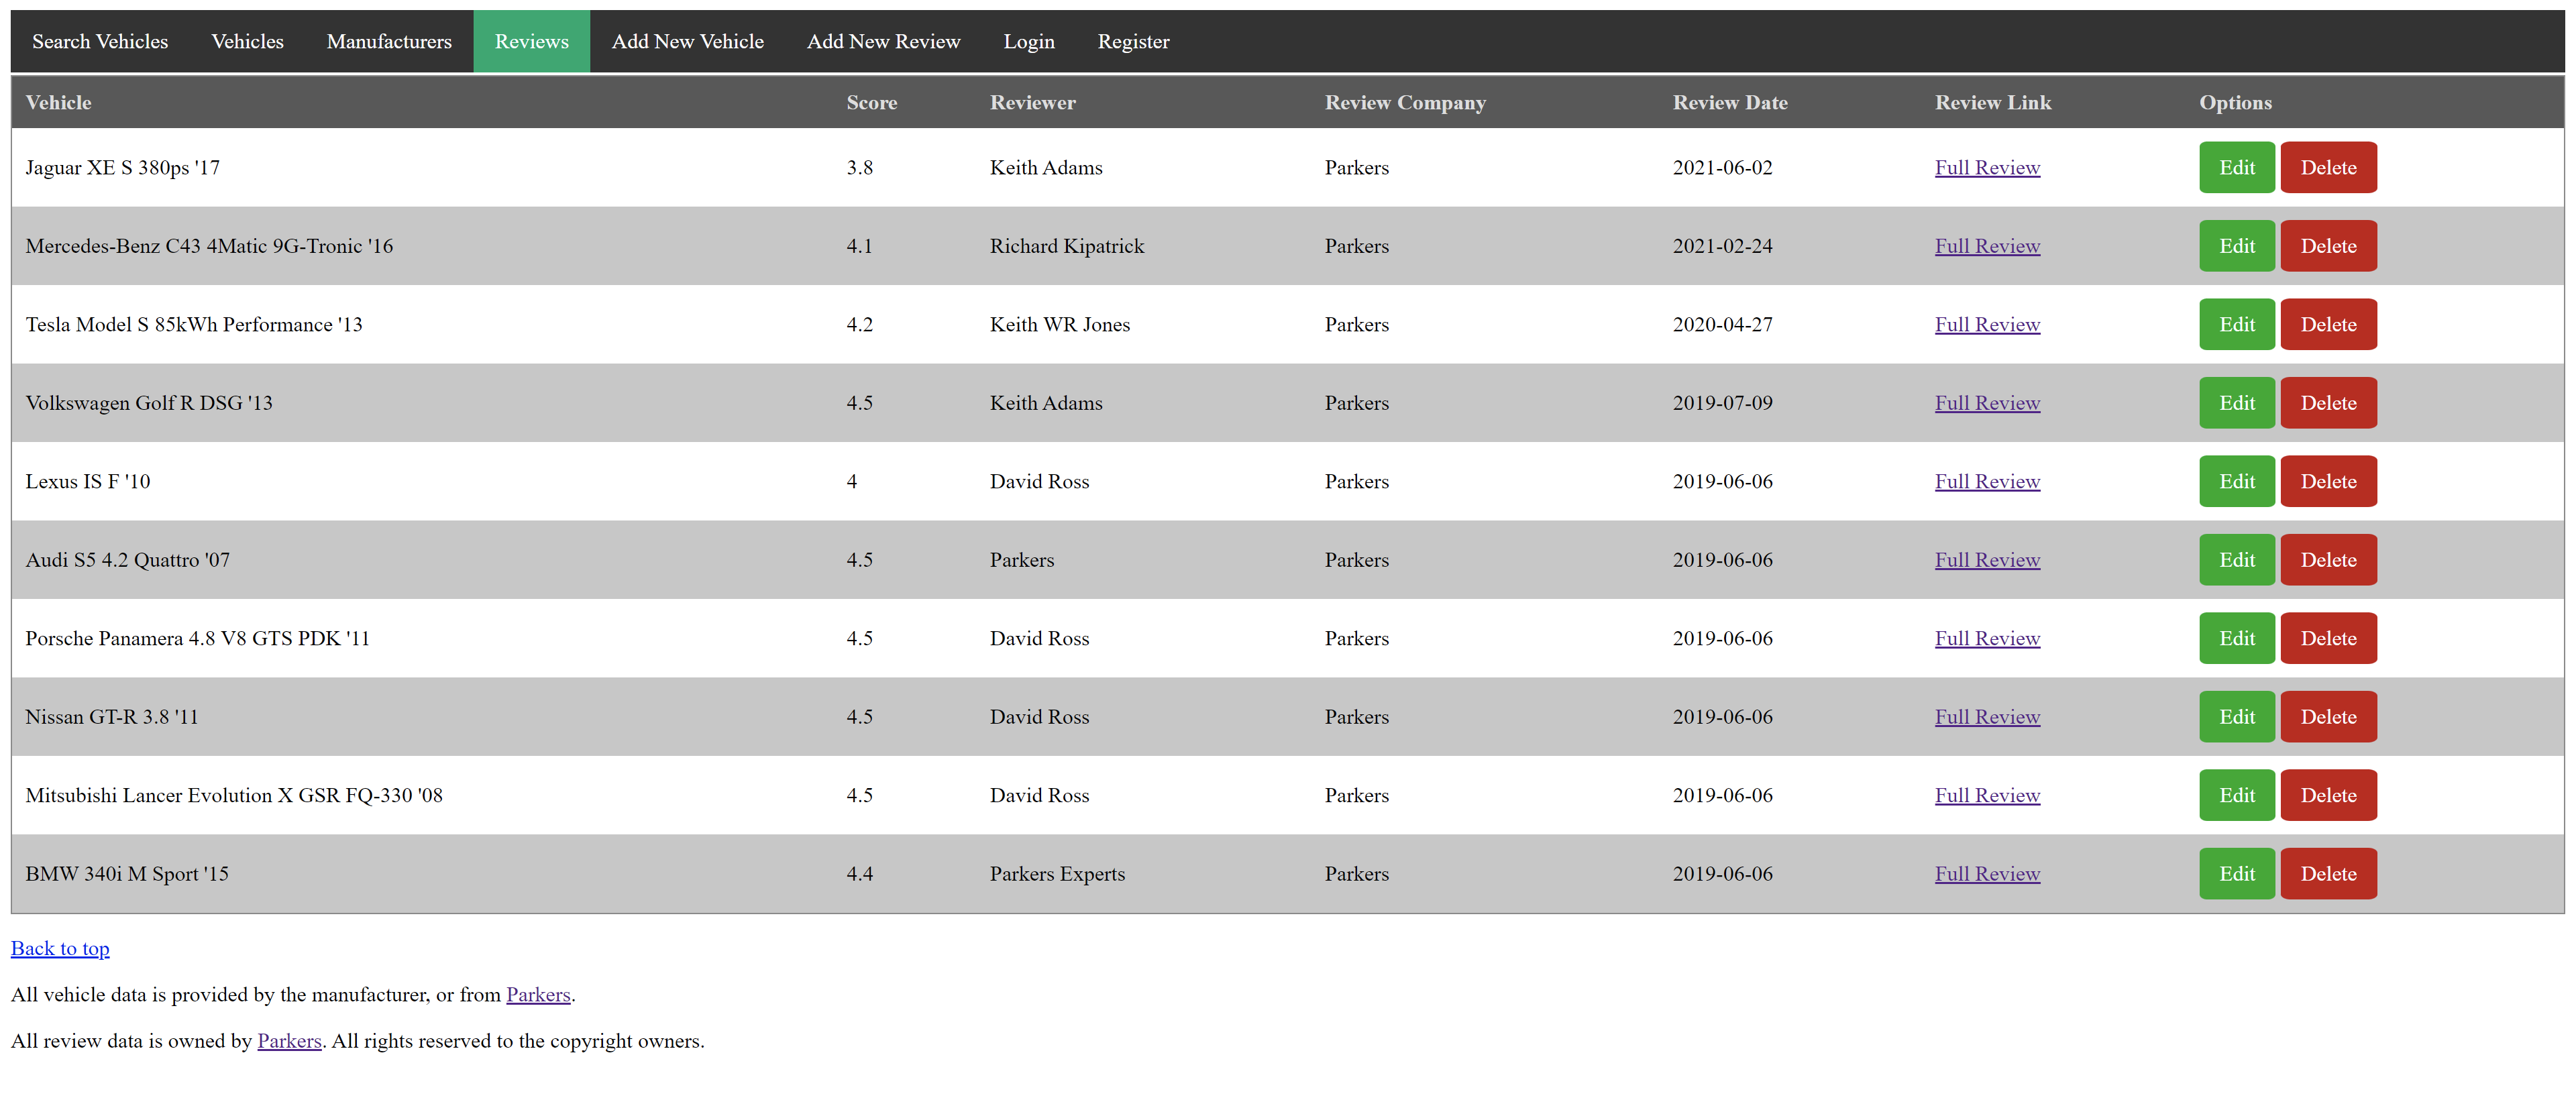 Search Vehicles Vehicles Manufacturers Reviews Add New Vehicle Add New Review Login Register
Vehicle Score Reviewer Review Company Review Date Review Link Options
Jaguar XE S 380ps '17 3.8 Keith Adams Parkers 2021-06-02 Full Review Edit Delete
Mercedes-Benz C43 4Matic 9G-Tronic '16 4.1 Richard Kipatrick Parkers 2021-02-24 Full Review Edit Delete
Tesla Model S 85kWh Performance '13 4.2 Keith WR Jones Parkers 2020-04-27 Full Review Edit Delete
Volkswagen Golf R DSG '13 4.5 Keith Adams Parkers 2019-07-09 Full Review Edit Delete
Lexus IS F '10 4 David Ross Parkers 2019-06-06 Full Review Edit Delete
Audi S5 4.2 Quattro '07 4.5 Parkers Parkers 2019-06-06 Full Review Edit Delete
Porsche Panamera 4.8 V8 GTS PDK '11 4.5 David Ross Parkers 2019-06-06 Full Review Edit Delete
Nissan GT-R 3.8 '11 4.5 David Ross Parkers 2019-06-06 Full Review Edit Delete
Mitsubishi Lancer Evolution X GSR FQ-330 '08 4.5 David Ross Parkers 2019-06-06 Full Review Edit Delete
BMW 340i M Sport '15 4.4 Parkers Experts Parkers 2019-06-06 Full Review Edit Delete
Back to top
All vehicle data is provided by the manufacturer, or from Parkers.
All review data is owned by Parkers. All rights reserved to the copyright owners.